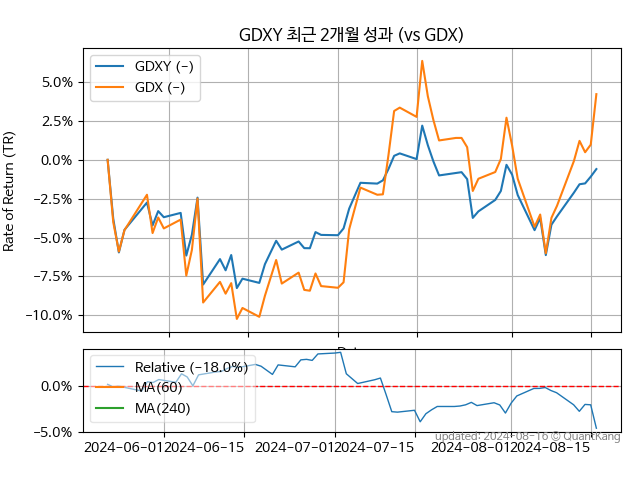 GDXY 최근 2개월 성과 (vs GDX)
Rate of Return (TR)
5.0%
2.5%
0.0%
−2.5%
−5.0%
−7.5%
−10.0%
GDXY (-)
GDX (-)
0.0%
−5.0%
Relative (-18.0%)
MA(60)
MA(240)
2024-06-01
2024-06-15
2024-07-01
2024-07-15
2024-08-01
2024-08-15
updated: 2024-08-16 © QuantKang